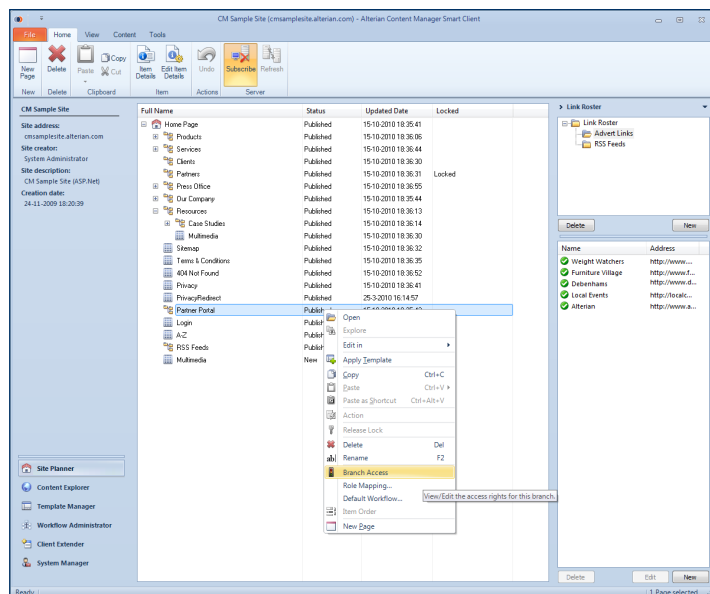 CM Sample Site (cmsamplesite.alterian.com) - Alterian Content Manager Smart Client
File Home View Content Tools
New Page
Delete
Paste
Copy
Cut
Item Details
Edit Item Details
Undo
Subscribe
Refresh
New Delete Clipboard Item Actions Server
CM Sample Site
Site address:
cmsamplesite.alterian.com
Site creator:
System Administrator
Site description:
CM Sample Site (ASP.Net)
Creation date:
24-11-2009 18:20:39
Site Planner
Content Explorer
Template Manager
Workflow Administrator
Client Extender
System Manager
Full Name Status Updated Date Locked
Home Page Published 15-10-2010 18:35:41
Products Published 15-10-2010 18:36:06
Services Published 15-10-2010 18:36:44
Clients Published 15-10-2010 18:36:30
Partners Published 15-10-2010 18:36:31 Locked
Press Office Published 15-10-2010 18:36:55
Our Company Published 15-10-2010 18:35:44
Resources Published 15-10-2010 18:36:13
Case Studies Published 15-10-2010 18:36:14
Multimedia Published 15-10-2010 18:36:30
Sitemap Published 15-10-2010 18:36:32
Terms & Conditions Published 15-10-2010 18:36:35
404 Not Found Published 15-10-2010 18:36:52
Privacy Published 15-10-2010 18:36:41
PrivacyRedirect Published 25-3-2010 16:14:57
Partner Portal
Login
A-Z
RSS Feeds
Multimedia New
Open
Explore
Edit in
Apply Template
Copy Ctrl+C
Paste Ctrl+V
Paste as Shortcut Ctrl+Alt+V
Action
Release Lock
Delete Del
Rename F2
Branch Access
Role Mapping...
Default Workflow...
Item Order
New Page
View/Edit the access rights for this branch.
Link Roster
Link Roster
Advert Links
RSS Feeds
Delete New
Name Address
Weight Watchers http://www...
Furniture Village http://www.f...
Debenhams http://www.d...
Local Events http://localc...
Alterian http://www.a...
Delete Edit New
Ready 1 Page selected